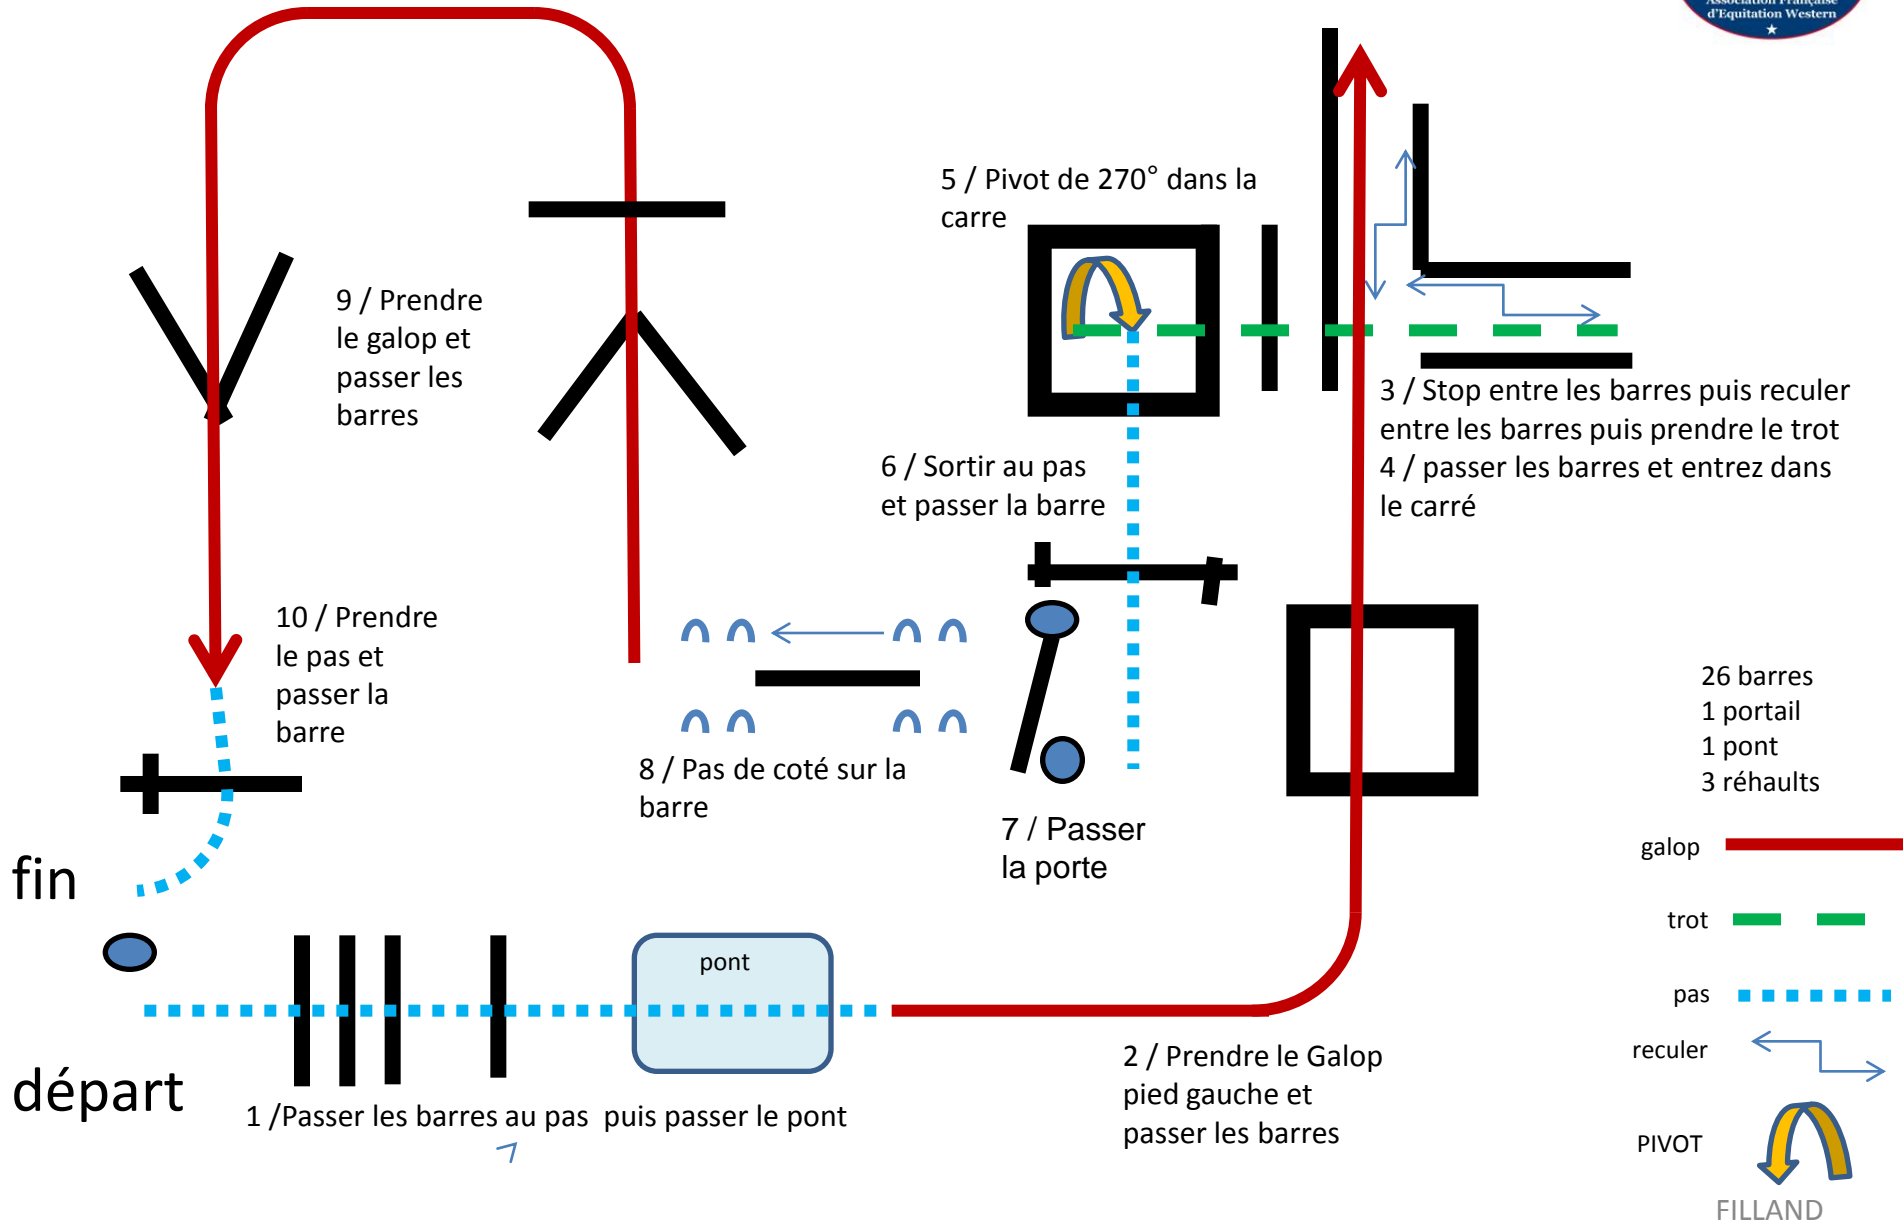 Association Française
d'Equitation Western
5 / Pivot de 270° dans la
carre
9 / Prendre
le galop et
passer les
barres
3 / Stop entre les barres puis reculer
entre les barres puis prendre le trot
4 / passer les barres et entrez dans
le carré
6 / Sortir au pas
et passer la barre
10 / Prendre
le pas et
passer la
barre
8 / Pas de coté sur la
barre
7 / Passer
la porte
26 barres
1 portail
1 pont
3 réhaults
fin
galop
trot
pont
pas
départ
reculer
2 / Prendre le Galop
pied gauche et
passer les barres
1 /Passer les barres au pas  puis passer le pont
PIVOT
FILLAND